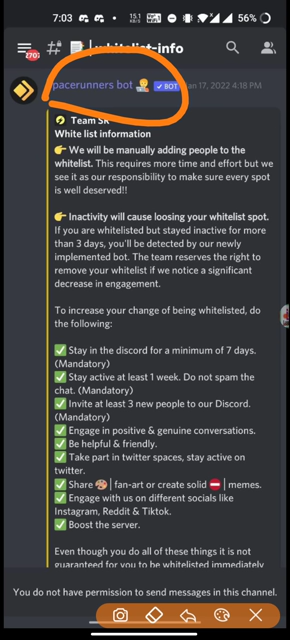 7:03
15.1
KB/S
56%
270
whitelist-info
pacerunners bot BOT Jan 17, 2022 4:18 PM
Team SR
White list information
👉 We will be manually adding people to the
whitelist. This requires more time and effort but we
see it as our responsibility to make sure every spot
is well deserved!!
👉 Inactivity will cause loosing your whitelist spot.
If you are whitelisted but stayed inactive for more
than 3 days, you'll be detected by our newly
implemented bot. The team reserves the right to
remove your whitelist if we notice a significant
decrease in engagement.
To increase your change of being whitelisted, do
the following:
✅ Stay in the discord for a minimum of 7 days.
(Mandatory)
✅ Stay active at least 1 week. Do not spam the
chat. (Mandatory)
✅ Invite at least 3 new people to our Discord.
(Mandatory)
✅ Engage in positive & genuine conversations.
✅ Be helpful & friendly.
✅ Take part in twitter spaces, stay active on
twitter.
✅ Share 🎨| fan-art or create solid ⛔| memes.
✅ Engage with us on different socials like
Instagram, Reddit & Tiktok.
✅ Boost the server.
Even though you do all of these things it is not
guaranteed for you to be whitelisted immediately
You do not have permission to send messages in this channel.